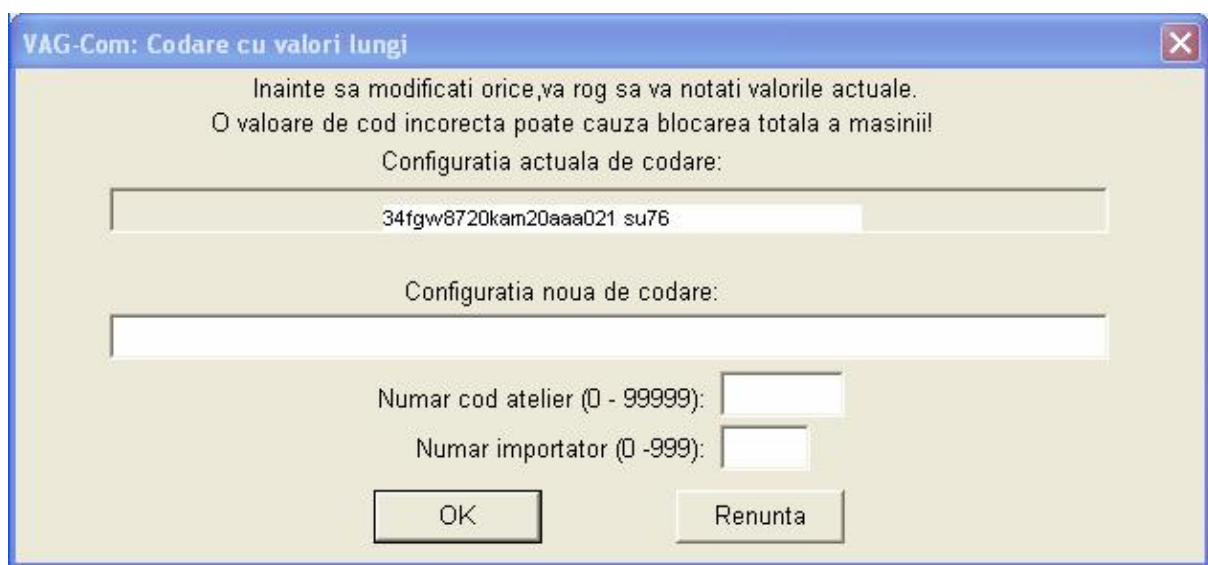 VAG-Com: Codare cu valori lungi
Inainte sa modificati orice,va rog sa va notati valorile actuale.
O valoare de cod incorecta poate cauza blocarea totala a masinii!
Configuratia actuala de codare:
34fgw8720kam20aaa021 su76
Configuratia noua de codare:
Numar cod atelier (0 - 99999):
Numar importator (0 -999):
OK
Renunta